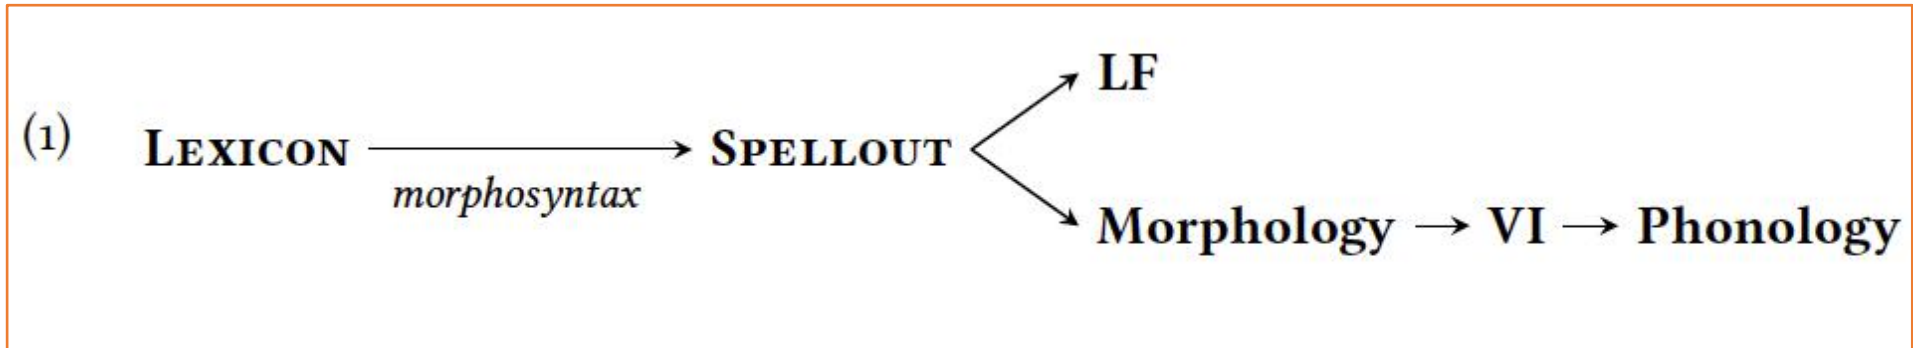 LF
(1) LEXICON SPELLOUT
morphosyntax
Morphology → VI → Phonology